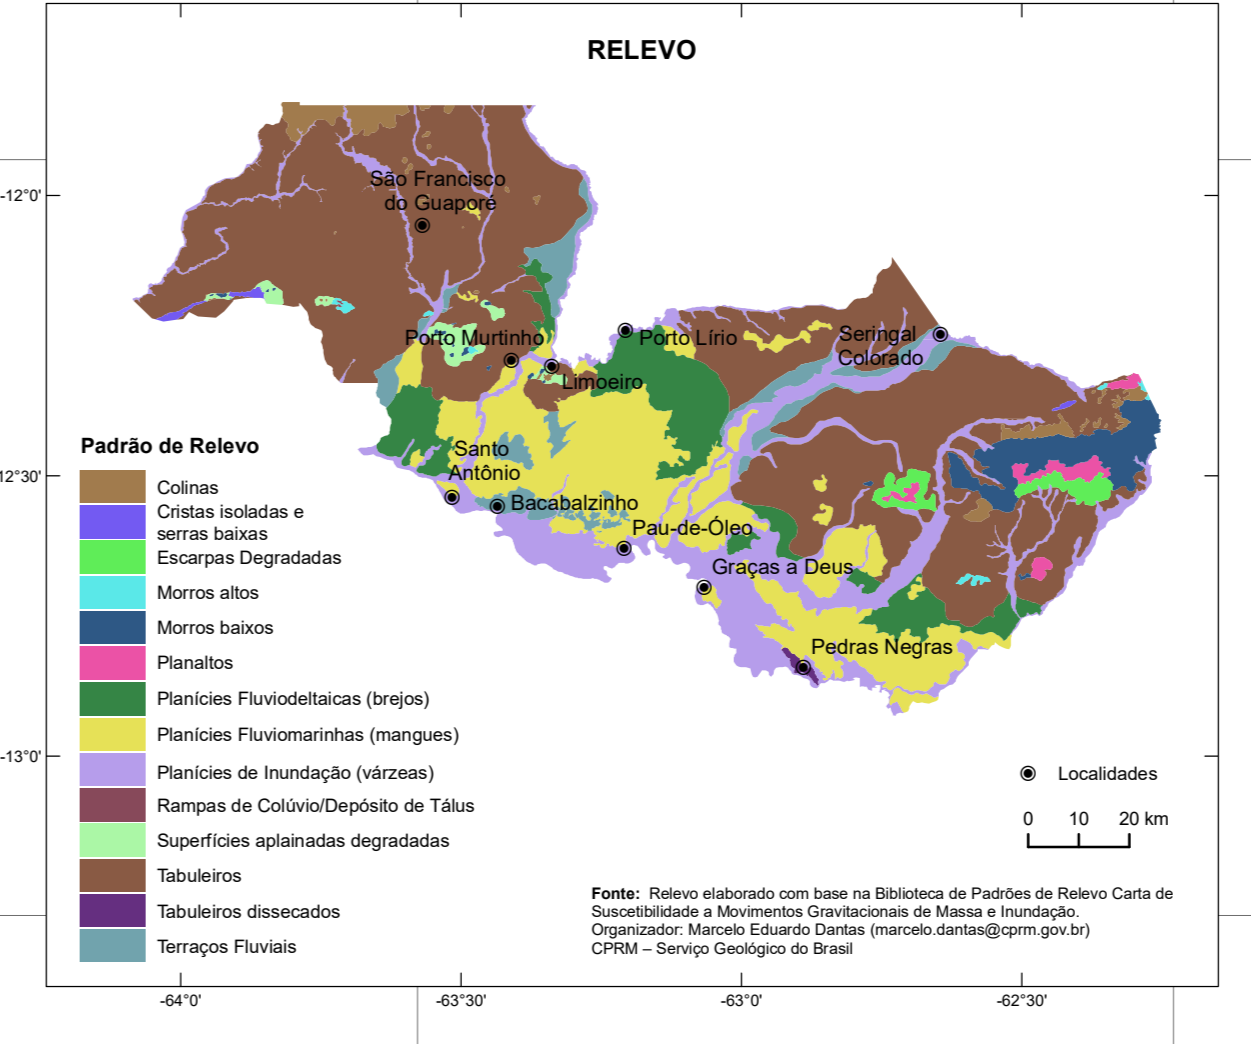 RELEVO
-12°0'
São Francisco
do Guaporé
Porto Murtinho
Porto Lírio
Seringal
Colorado
Limoeiro
Padrão de Relevo
Santo
Antônio
12°30'
Bacabalzinho
Pau-de-Óleo
Graças a Deus
Pedras Negras
Colinas
Cristas isoladas e
serras baixas
Escarpas Degradadas
Morros altos
Morros baixos
Planaltos
Planícies Fluviodeltaicas (brejos)
Planícies Fluviomarinhas (mangues)
Planícies de Inundação (várzeas)
Rampas de Colúvio/Depósito de Tálus
Superfícies aplainadas degradadas
Tabuleiros
Tabuleiros dissecados
Terraços Fluviais
-13°0'
Localidades
0 10 20 km
Fonte: Relevo elaborado com base na Biblioteca de Padrões de Relevo Carta de
Suscetibilidade a Movimentos Gravitacionais de Massa e Inundação.
Organizador: Marcelo Eduardo Dantas (marcelo.dantas@cprm.gov.br)
CPRM – Serviço Geológico do Brasil
-64°0' -63°30' -63°0' -62°30'